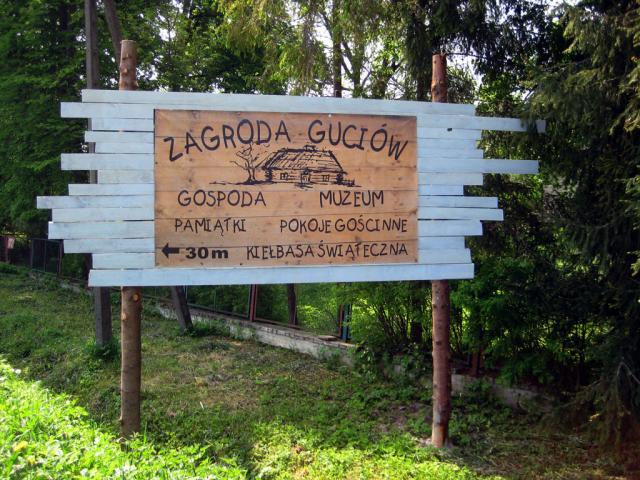 ZAGRODA GUCIÓW
GOSPODA MUZEUM
PAMIĄTKI POKOJE GOŚCINNE
30m KIEŁBASA ŚWIĄTECZNA